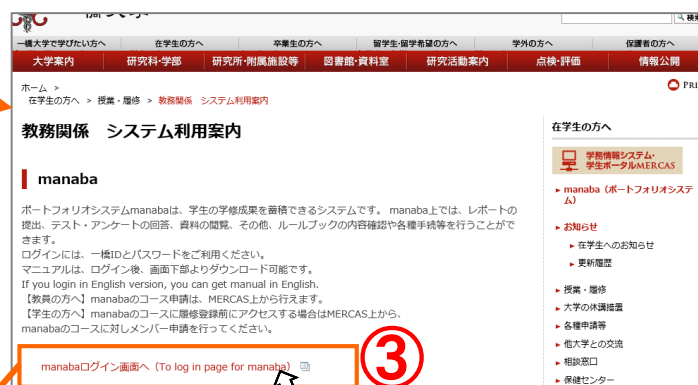 検索
一橋大学で学びたい方へ 在学生の方へ 卒業生の方へ 留学生・留学希望の方へ 学外の方へ 保護者の方へ
大学案内 研究科・学部 研究所・附属施設等 図書館・資料室 研究活動案内 点検・評価 情報公開
ホーム >
在学生の方へ > 授業・履修 > 教務関係 システム利用案内
PRI
教務関係 システム利用案内
manaba
ポートフォリオシステムmanabaは、学生の学修成果を蓄積できるシステムです。 manaba上では、レポートの
提出、テスト・アンケートの回答、資料の閲覧、その他、ルールブックの内容確認や各種手続等を行うことがで
きます。
ログインには、一橋IDとパスワードをご利用ください。
マニュアルは、ログイン後、画面下部よりダウンロード可能です。
If you login in English version, you can get manual in English.
【教員の方へ】manabaのコース申請は、MERCAS上から行えます。
【学生の方へ】manabaのコースに履修登録前にアクセスする場合はMERCAS上から、
manabaのコースに対しメンバー申請を行ってください。
manabaログイン画面へ（To log in page for manaba）
③
在学生の方へ
学務情報システム・
学生ポータルMERCAS
manaba（ポートフォリオシステ
ム）
お知らせ
在学生へのお知らせ
更新履歴
授業・履修
大学の休講措置
各種申請等
他大学との交流
相談窓口
保健センター